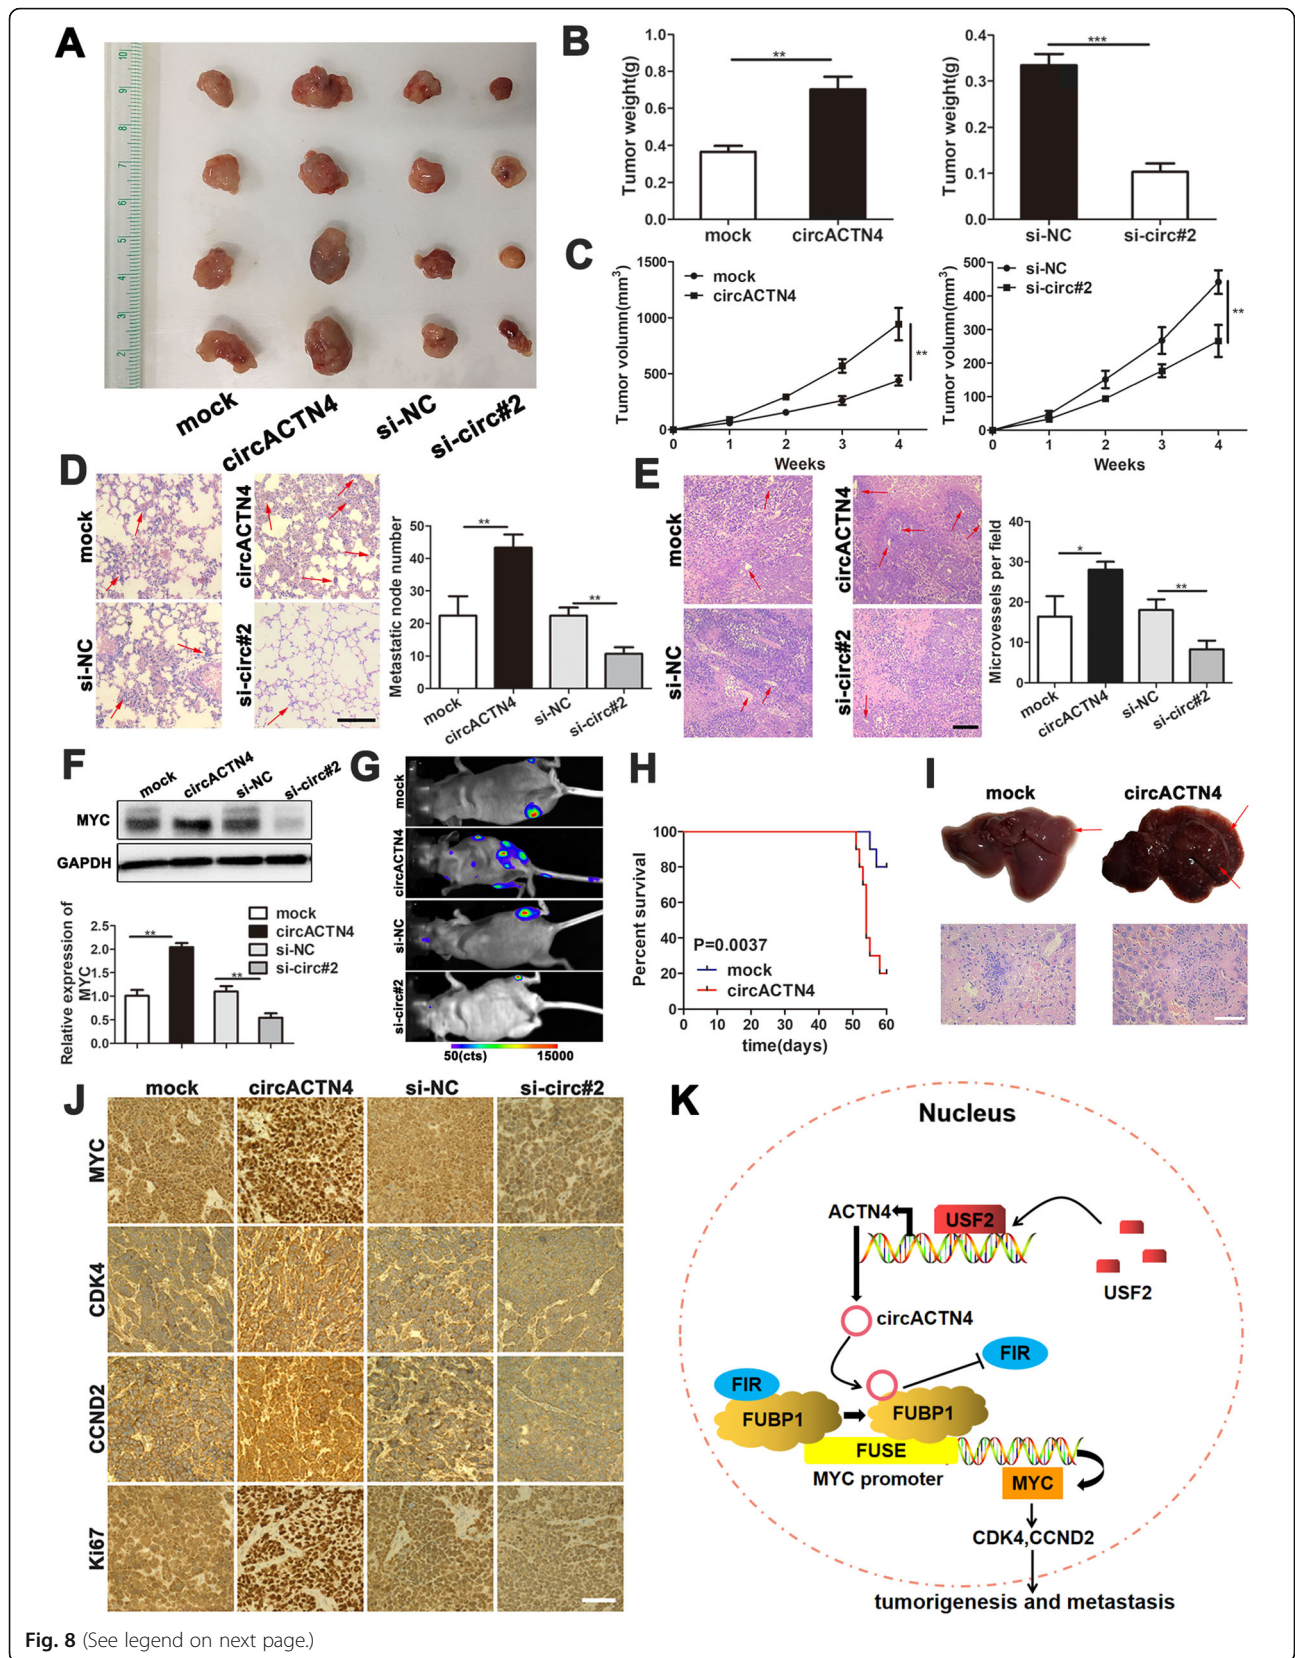 A
10
9
8
7
6
5
4
3
2
mock
circACTN4
si-NC
si-circ#2
B
Tumor weight(g)
1.0
0.8
0.6
0.4
0.2
0.0
**
mock
circACTN4
Tumor weight(g)
0.4
0.3
0.2
0.1
0.0
***
si-NC
si-circ#2
C
Tumor volumn(mm³)
1500
1000
500
0
mock
circACTN4
**
0 1 2 3 4
Weeks
Tumor volumn(mm³)
500
400
300
200
100
0
si-NC
si-circ#2
**
0 1 2 3 4
Weeks
D
mock
circACTN4
si-NC
si-circ#2
Metastatic node number
50
40
30
20
10
0
**
**
mock
circACTN4
si-NC
si-circ#2
E
mock
circACTN4
si-NC
si-circ#2
Microvessels per field
40
30
20
10
0
*
**
mock
circACTN4
si-NC
si-circ#2
F
mock
circACTN4
si-NC
si-circ#2
MYC
GAPDH
Relative expression of
MYC
2.5
2.0
1.5
1.0
0.5
0.0
**
**
mock
circACTN4
si-NC
si-circ#2
G
mock
circACTN4
si-NC
si-circ#2
50(cts) 15000
H
Percent survival
100
80
60
40
20
0
P=0.0037
mock
circACTN4
0 10 20 30 40 50 60
time(days)
I
mock
circACTN4
J
mock circACTN4 si-NC si-circ#2
MYC
CDK4
CCND2
Ki67
K
Nucleus
ACTN4
USF2
USF2
circACTN4
FIR
FIR
FUBP1
FUBP1
FUSE
MYC promoter
MYC
CDK4,CCND2
tumorigenesis and metastasis
Fig. 8 (See legend on next page.)